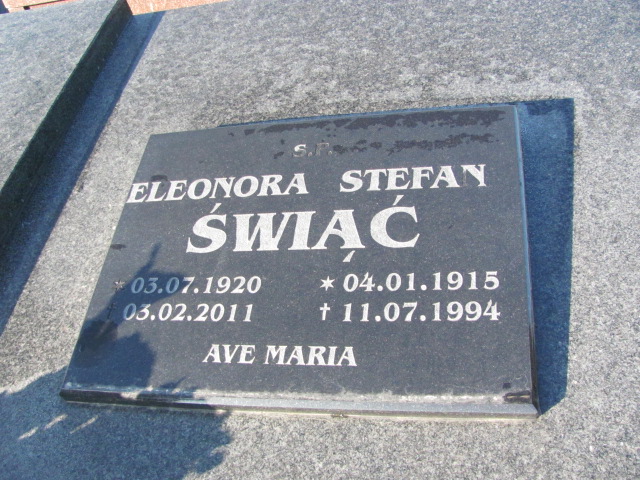 Ś.P.
ELEONORA STEFAN
ŚWIĄĆ
* 03.07.1920 * 04.01.1915
† 03.02.2011 † 11.07.1994
AVE MARIA